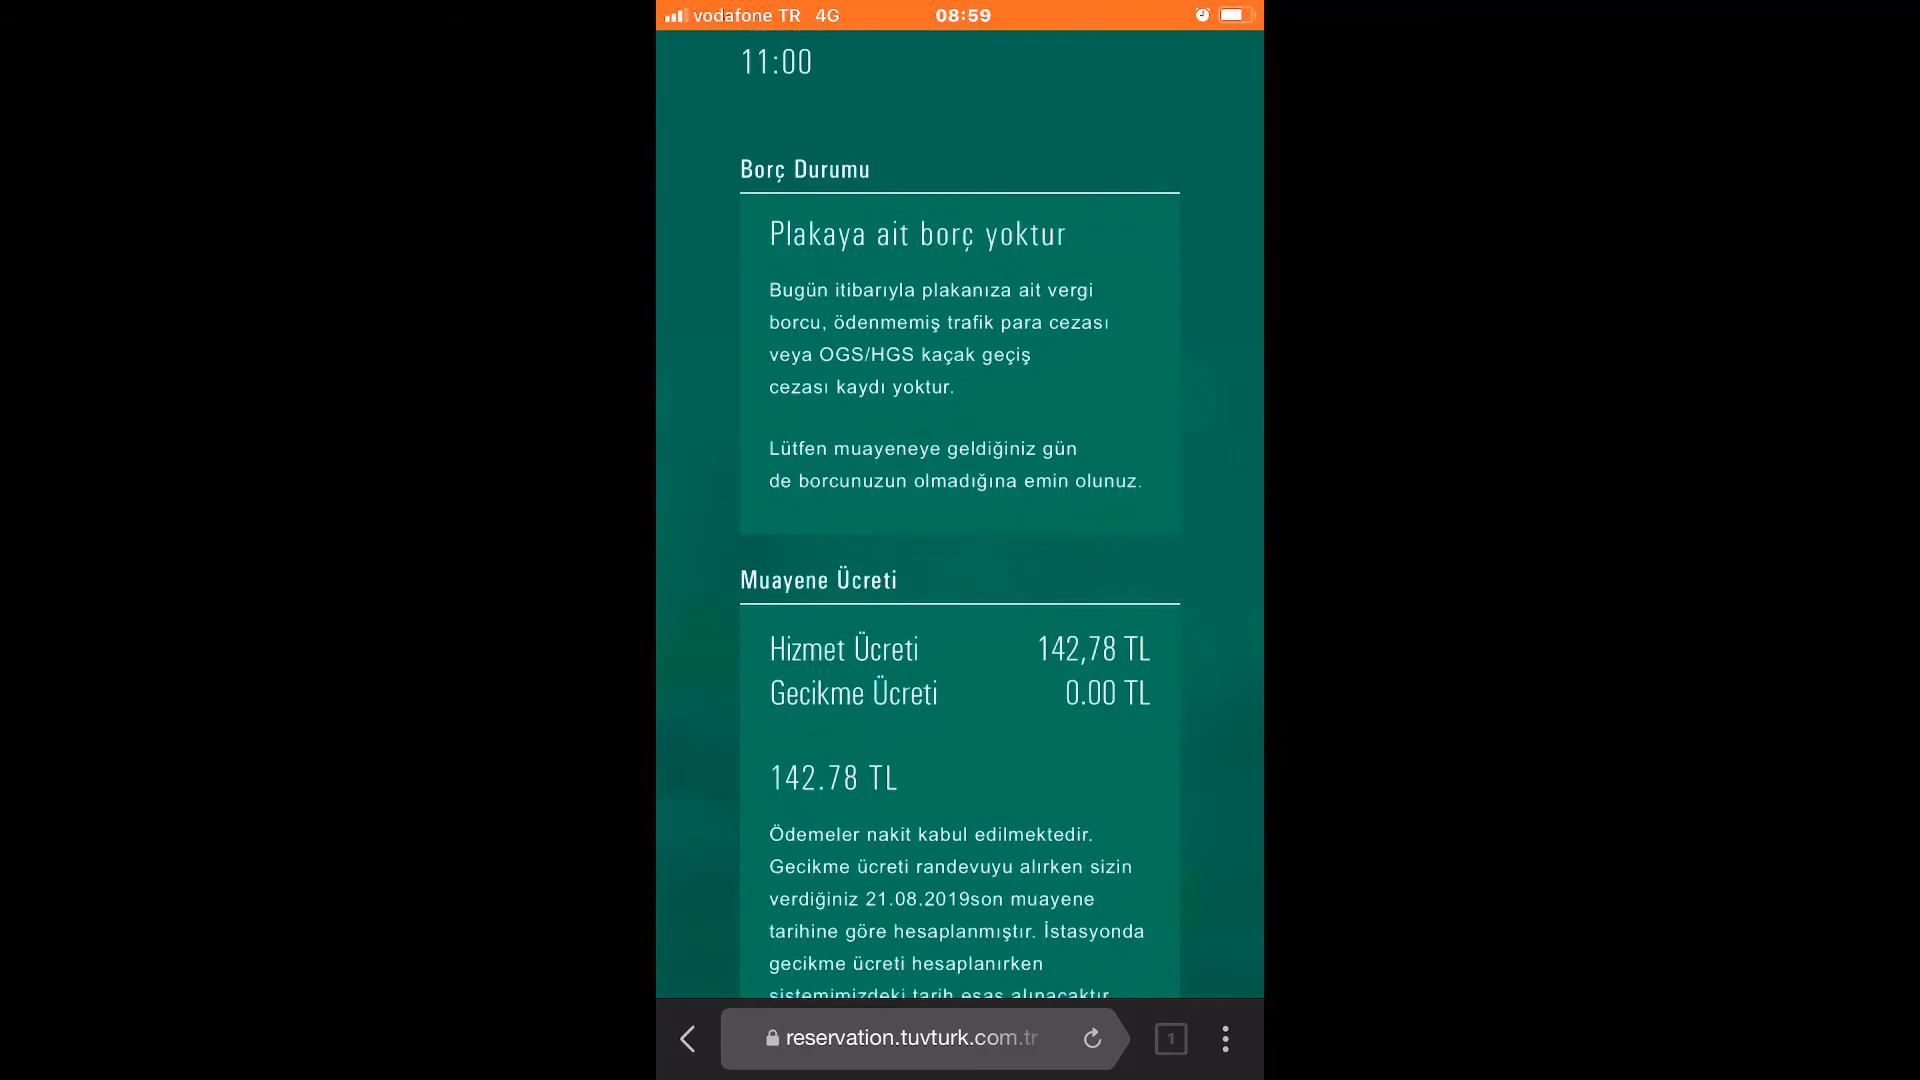 vodafone TR 4G 08:59
11:00
Borç Durumu
Plakaya ait borç yoktur
Bugün itibarıyla plakanıza ait vergi
borcu, ödenmemiş trafik para cezası
veya OGS/HGS kaçak geçiş
cezası kaydı yoktur.
Lütfen muayeneye geldiğiniz gün
de borcunuzun olmadığına emin olunuz.
Muayene Ücreti
Hizmet Ücreti 142,78 TL
Gecikme Ücreti 0.00 TL
142.78 TL
Ödemeler nakit kabul edilmektedir.
Gecikme ücreti randevuyu alırken sizin
verdiğiniz 21.08.2019son muayene
tarihine göre hesaplanmıştır. İstasyonda
gecikme ücreti hesaplanırken
sistemimizdeki tarih esas alınacaktır
reservation.tuvturk.com.tr 1